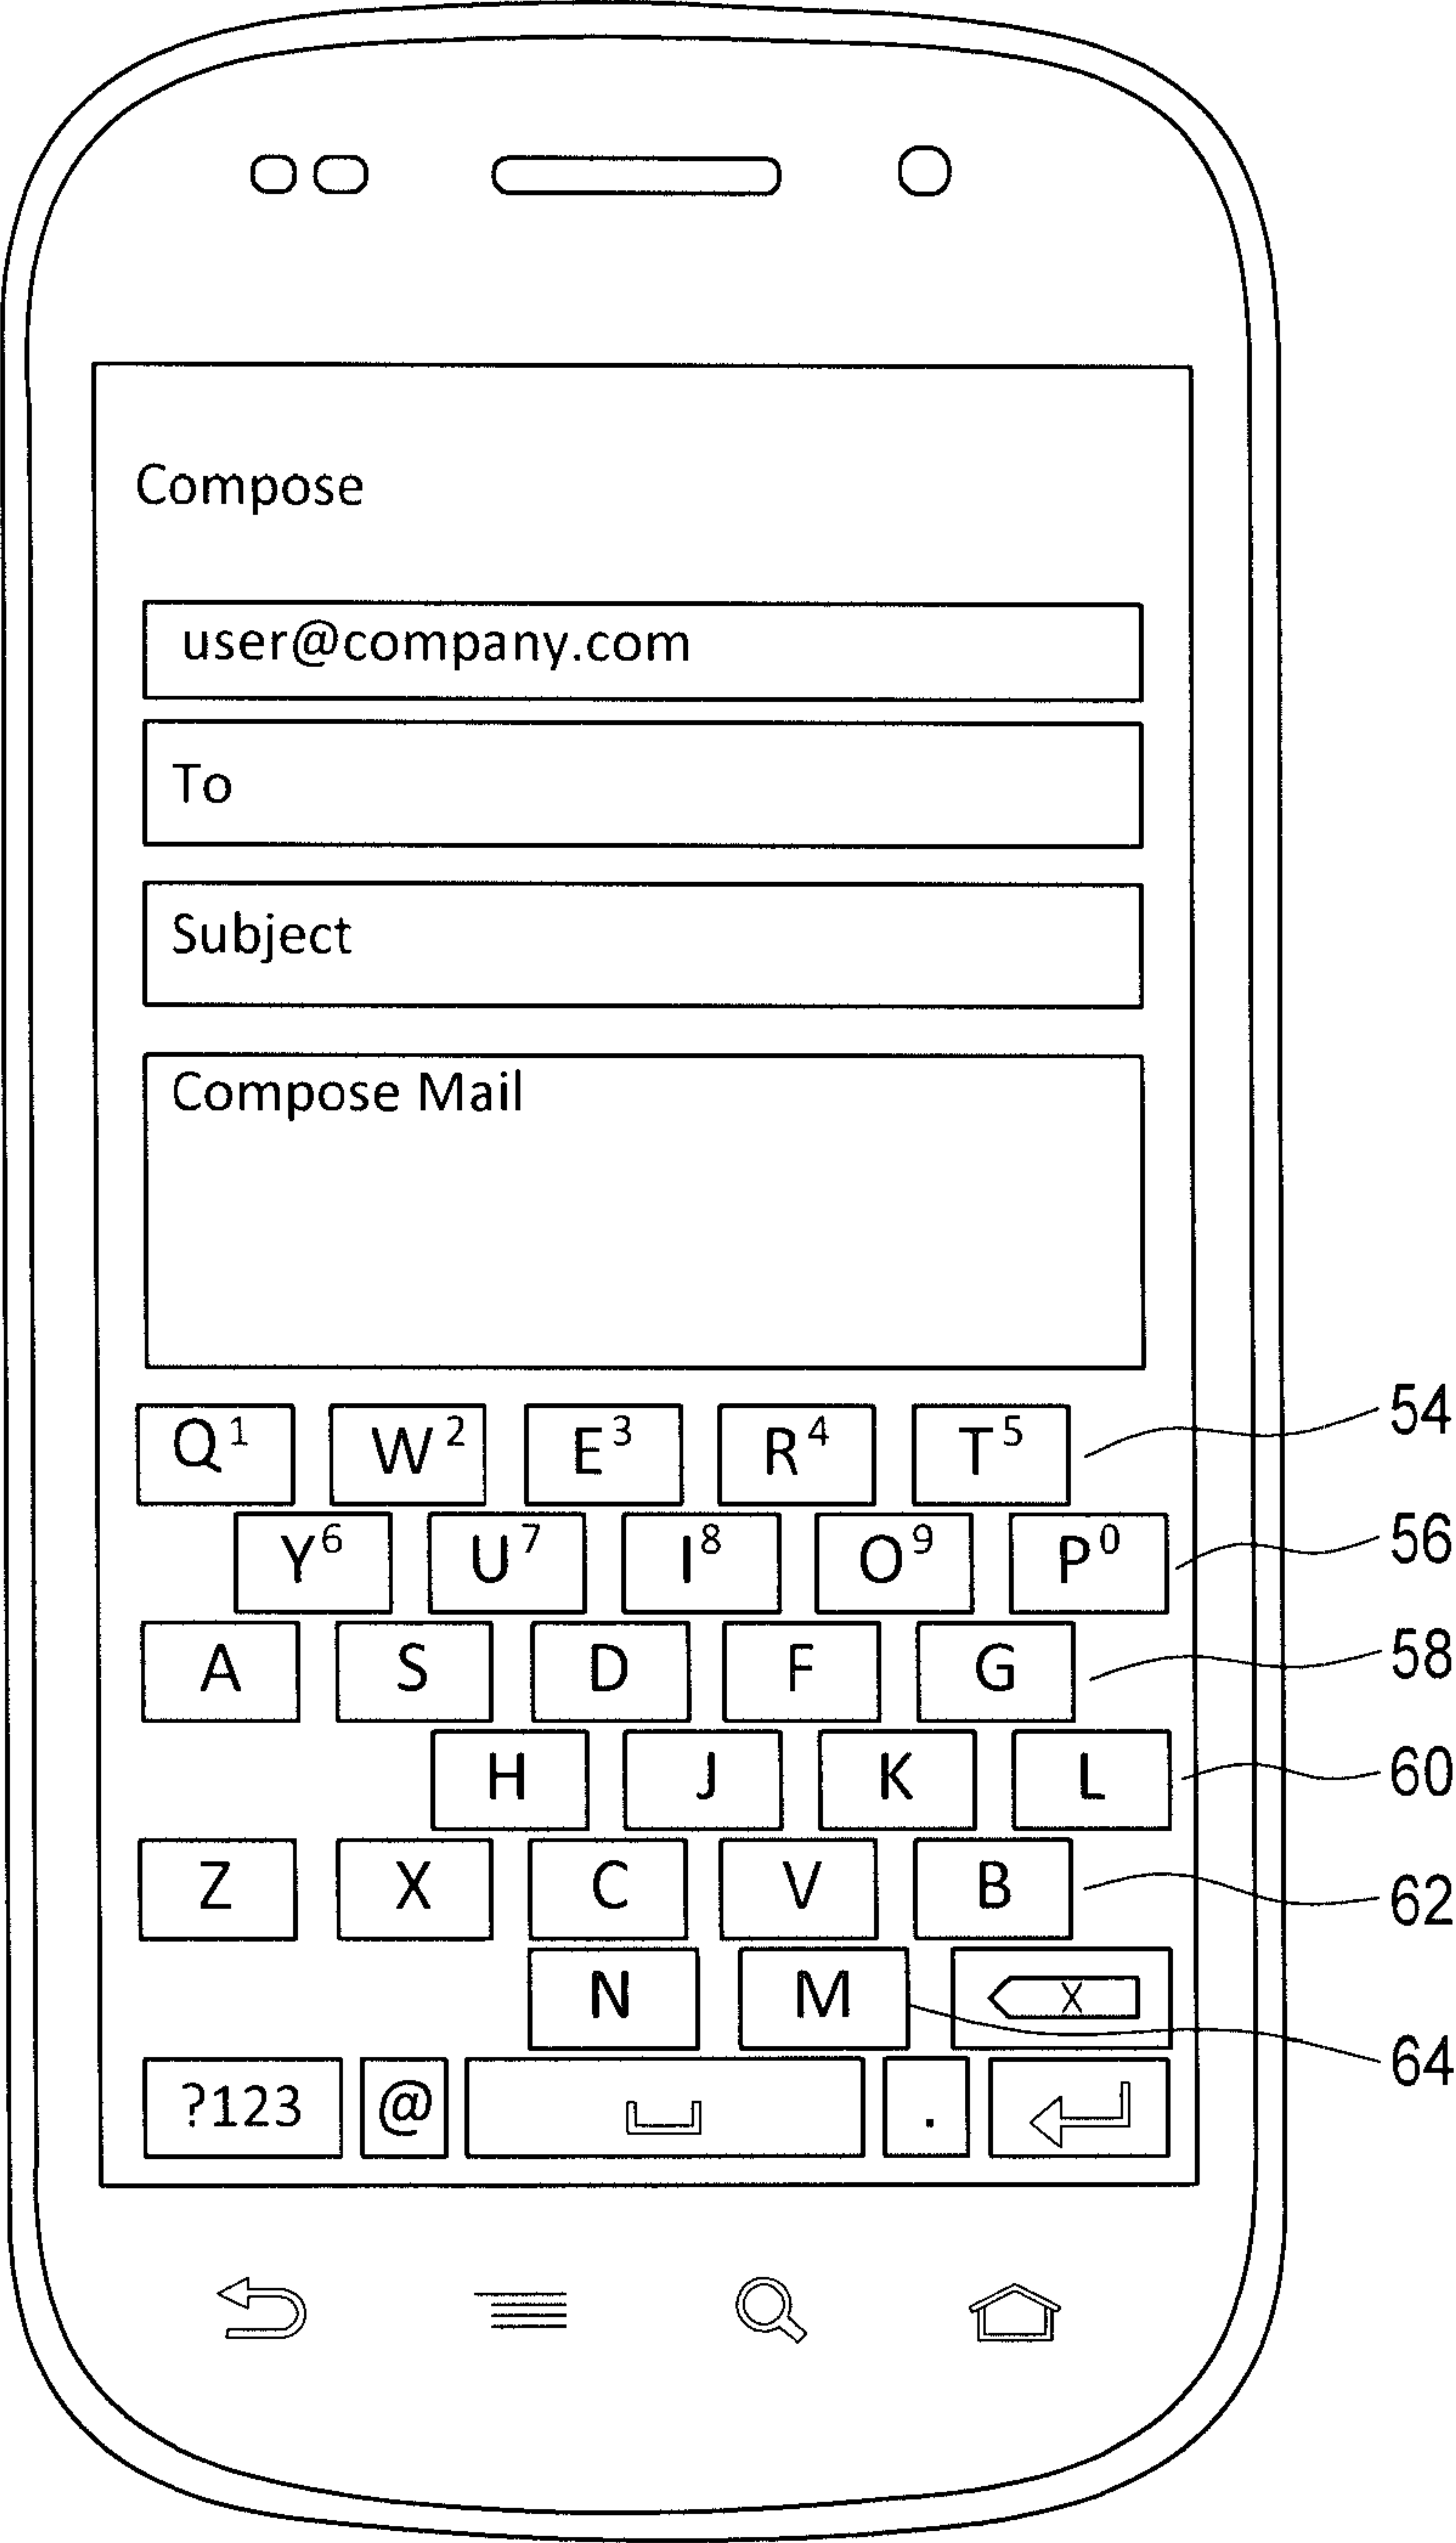 Compose
user@company.com
To
Subject
Compose Mail
Q1 W2 E3 R4 T5 54
Y6 U7 I8 O9 P0 56
A S D F G 58
H J K L 60
Z X C V B 62
N M X 64
?123 @ .